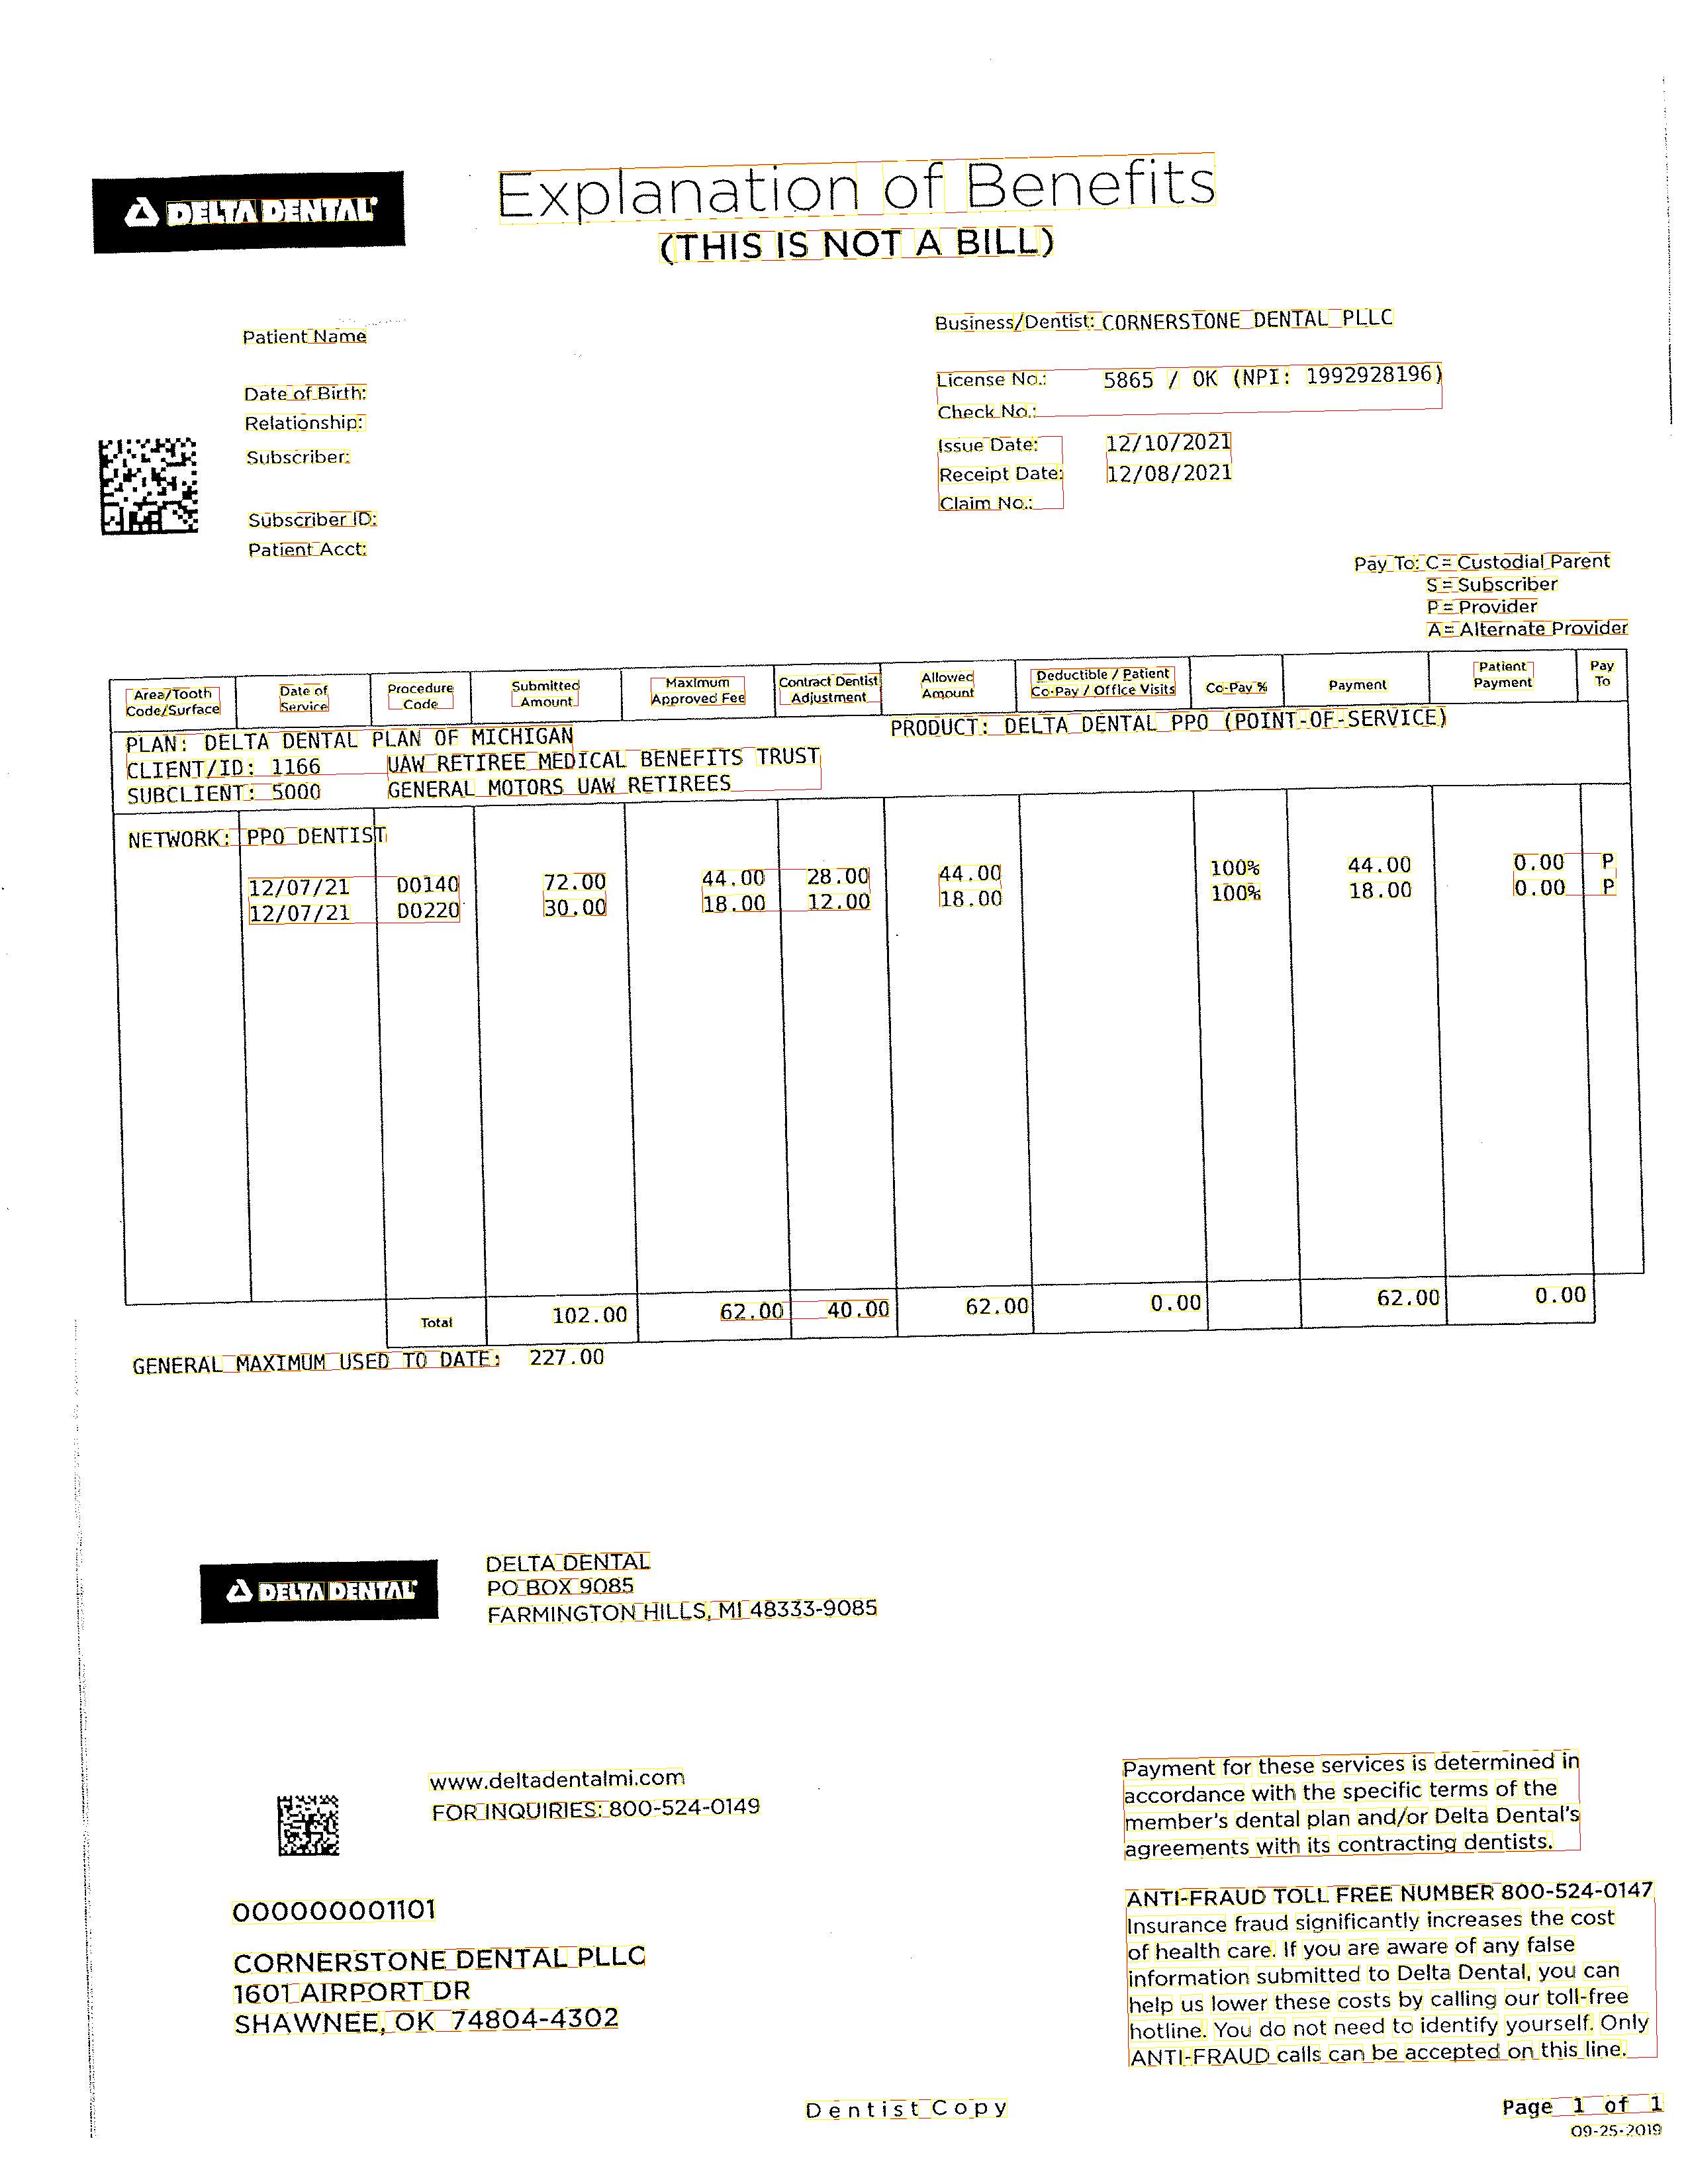 DELTA DENTAL
Explanation of Benefits
(THIS IS NOT A BILL)
Patient Name
Business/Dentist: CORNERSTONE DENTAL PLLC
Date of Birth:
License No.: 5865 / OK (NPI: 1992928196)
Relationship:
Check No.:
Subscriber:
Issue Date: 12/10/2021
Receipt Date: 12/08/2021
Claim No.:
Subscriber ID:
Patient Acct:
Pay To: C = Custodial Parent
S = Subscriber
P = Provider
A = Alternate Provider
Area/Tooth Code/Surface Date of Service Procedure Code Submitted Amount Maximum Approved Fee Contract Dentist Adjustment Allowed Amount Deductible / Patient Co-Pay / Office Visits Co-Pay % Payment Patient Payment Pay To
PLAN: DELTA DENTAL PLAN OF MICHIGAN PRODUCT: DELTA DENTAL PPO (POINT-OF-SERVICE)
CLIENT/ID: 1166 UAW RETIREE MEDICAL BENEFITS TRUST
SUBCLIENT: 5000 GENERAL MOTORS UAW RETIREES
NETWORK: PPO DENTIST
12/07/21 D0140 72.00 44.00 28.00 44.00 100% 44.00 0.00 P
12/07/21 D0220 30.00 18.00 12.00 18.00 100% 18.00 0.00 P
Total 102.00 62.00 40.00 62.00 0.00 62.00 0.00
GENERAL MAXIMUM USED TO DATE: 227.00
DELTA DENTAL
DELTA DENTAL
PO BOX 9085
FARMINGTON HILLS, MI 48333-9085
www.deltadentalmi.com
FOR INQUIRIES: 800-524-0149
Payment for these services is determined in
accordance with the specific terms of the
member's dental plan and/or Delta Dental's
agreements with its contracting dentists.
000000001101
CORNERSTONE DENTAL PLLC
1601 AIRPORT DR
SHAWNEE, OK 74804-4302
ANTI-FRAUD TOLL FREE NUMBER 800-524-0147
Insurance fraud significantly increases the cost
of health care. If you are aware of any false
information submitted to Delta Dental, you can
help us lower these costs by calling our toll-free
hotline. You do not need to identify yourself. Only
ANTI-FRAUD calls can be accepted on this line.
Dentist Copy
Page 1 of 1
09-25-2019